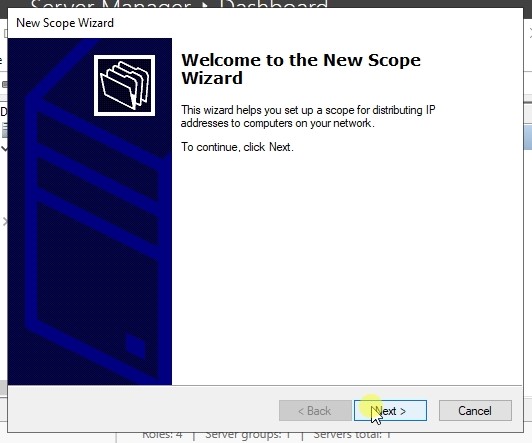 Server Manager • Dashboard
New Scope Wizard
Welcome to the New Scope
Wizard
This wizard helps you set up a scope for distributing IP
addresses to computers on your network.
To continue, click Next.
< Back
Next >
Cancel
Roles: 4 | Server groups: 1 | Servers total: 1